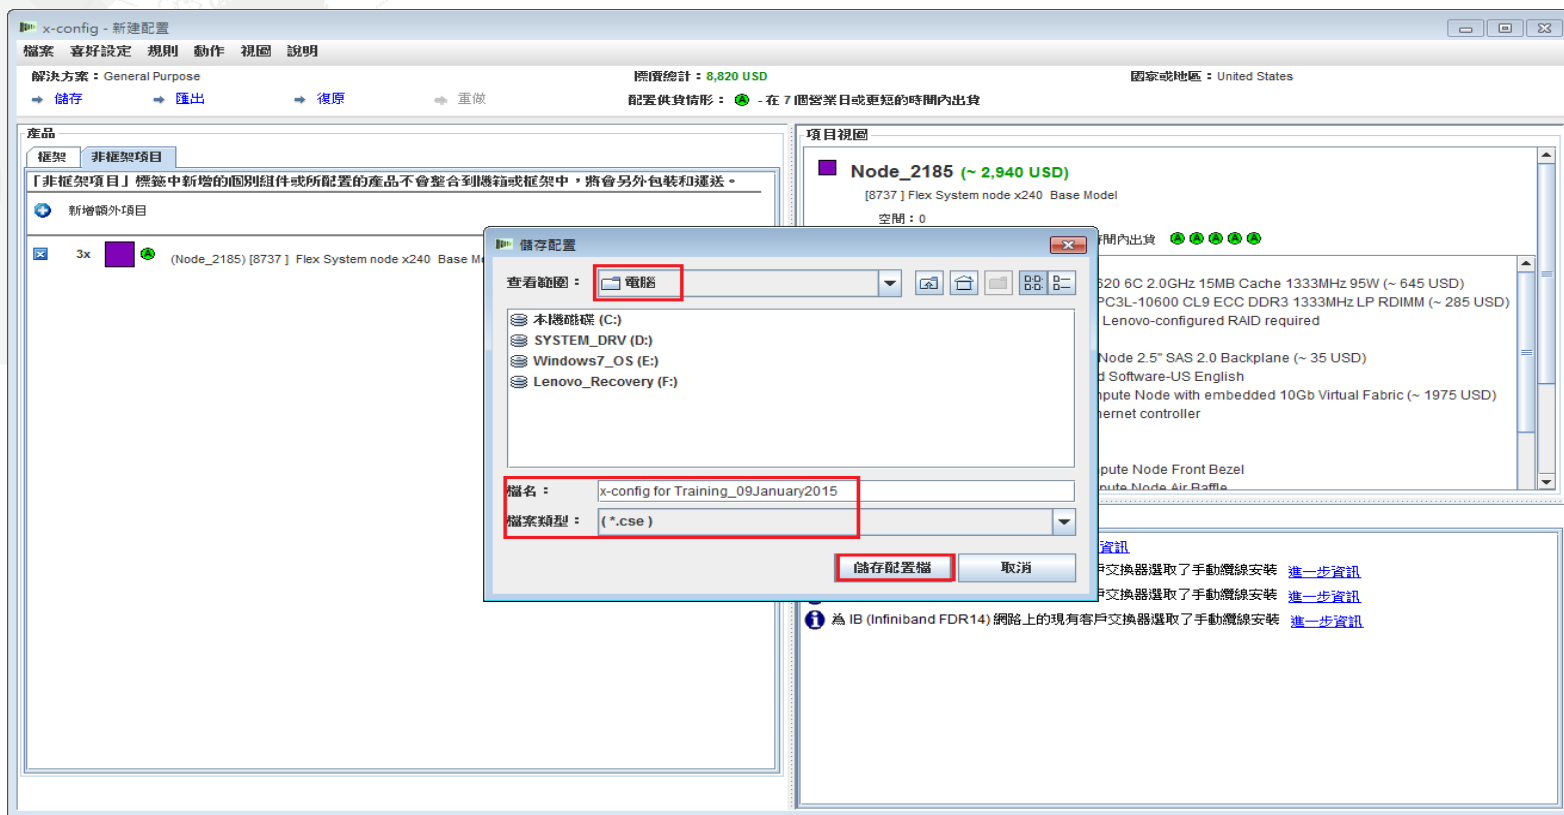 x-config - 新建配置
檔案 喜好設定 規則 動作 視圖 說明
解決方案：General Purpose
標價總計：8,820 USD
國家或地區：United States
儲存 匯出 復原 重做
配置供貨情形： A - 在 7 個營業日或更短的時間內出貨
產品
框架 非框架項目
「非框架項目」標籤中新增的個別組件或所配置的產品不會整合到機箱或框架中，將會另外包裝和運送。
新增額外項目
3x A (Node_2185) [8737 ] Flex System node x240 Base M
項目視圖
Node_2185 (~ 2,940 USD)
[8737 ] Flex System node x240 Base Model
空間：0
時間內出貨 A A A A A
620 6C 2.0GHz 15MB Cache 1333MHz 95W (~ 645 USD)
PC3L-10600 CL9 ECC DDR3 1333MHz LP RDIMM (~ 285 USD)
Lenovo-configured RAID required
Node 2.5" SAS 2.0 Backplane (~ 35 USD)
d Software-US English
mpute Node with embedded 10Gb Virtual Fabric (~ 1975 USD)
hernet controller
pute Node Front Bezel
pute Node Air Baffle
儲存配置
查看範圍： 電腦
本機磁碟 (C:)
SYSTEM_DRV (D:)
Windows7_OS (E:)
Lenovo_Recovery (F:)
檔名： x-config for Training_09January2015
檔案類型： ( *.cse )
儲存配置檔 取消
資訊
戶交換器選取了手動纜線安裝 進一步資訊
戶交換器選取了手動纜線安裝 進一步資訊
為 IB (Infiniband FDR14) 網路上的現有客戶交換器選取了手動纜線安裝 進一步資訊